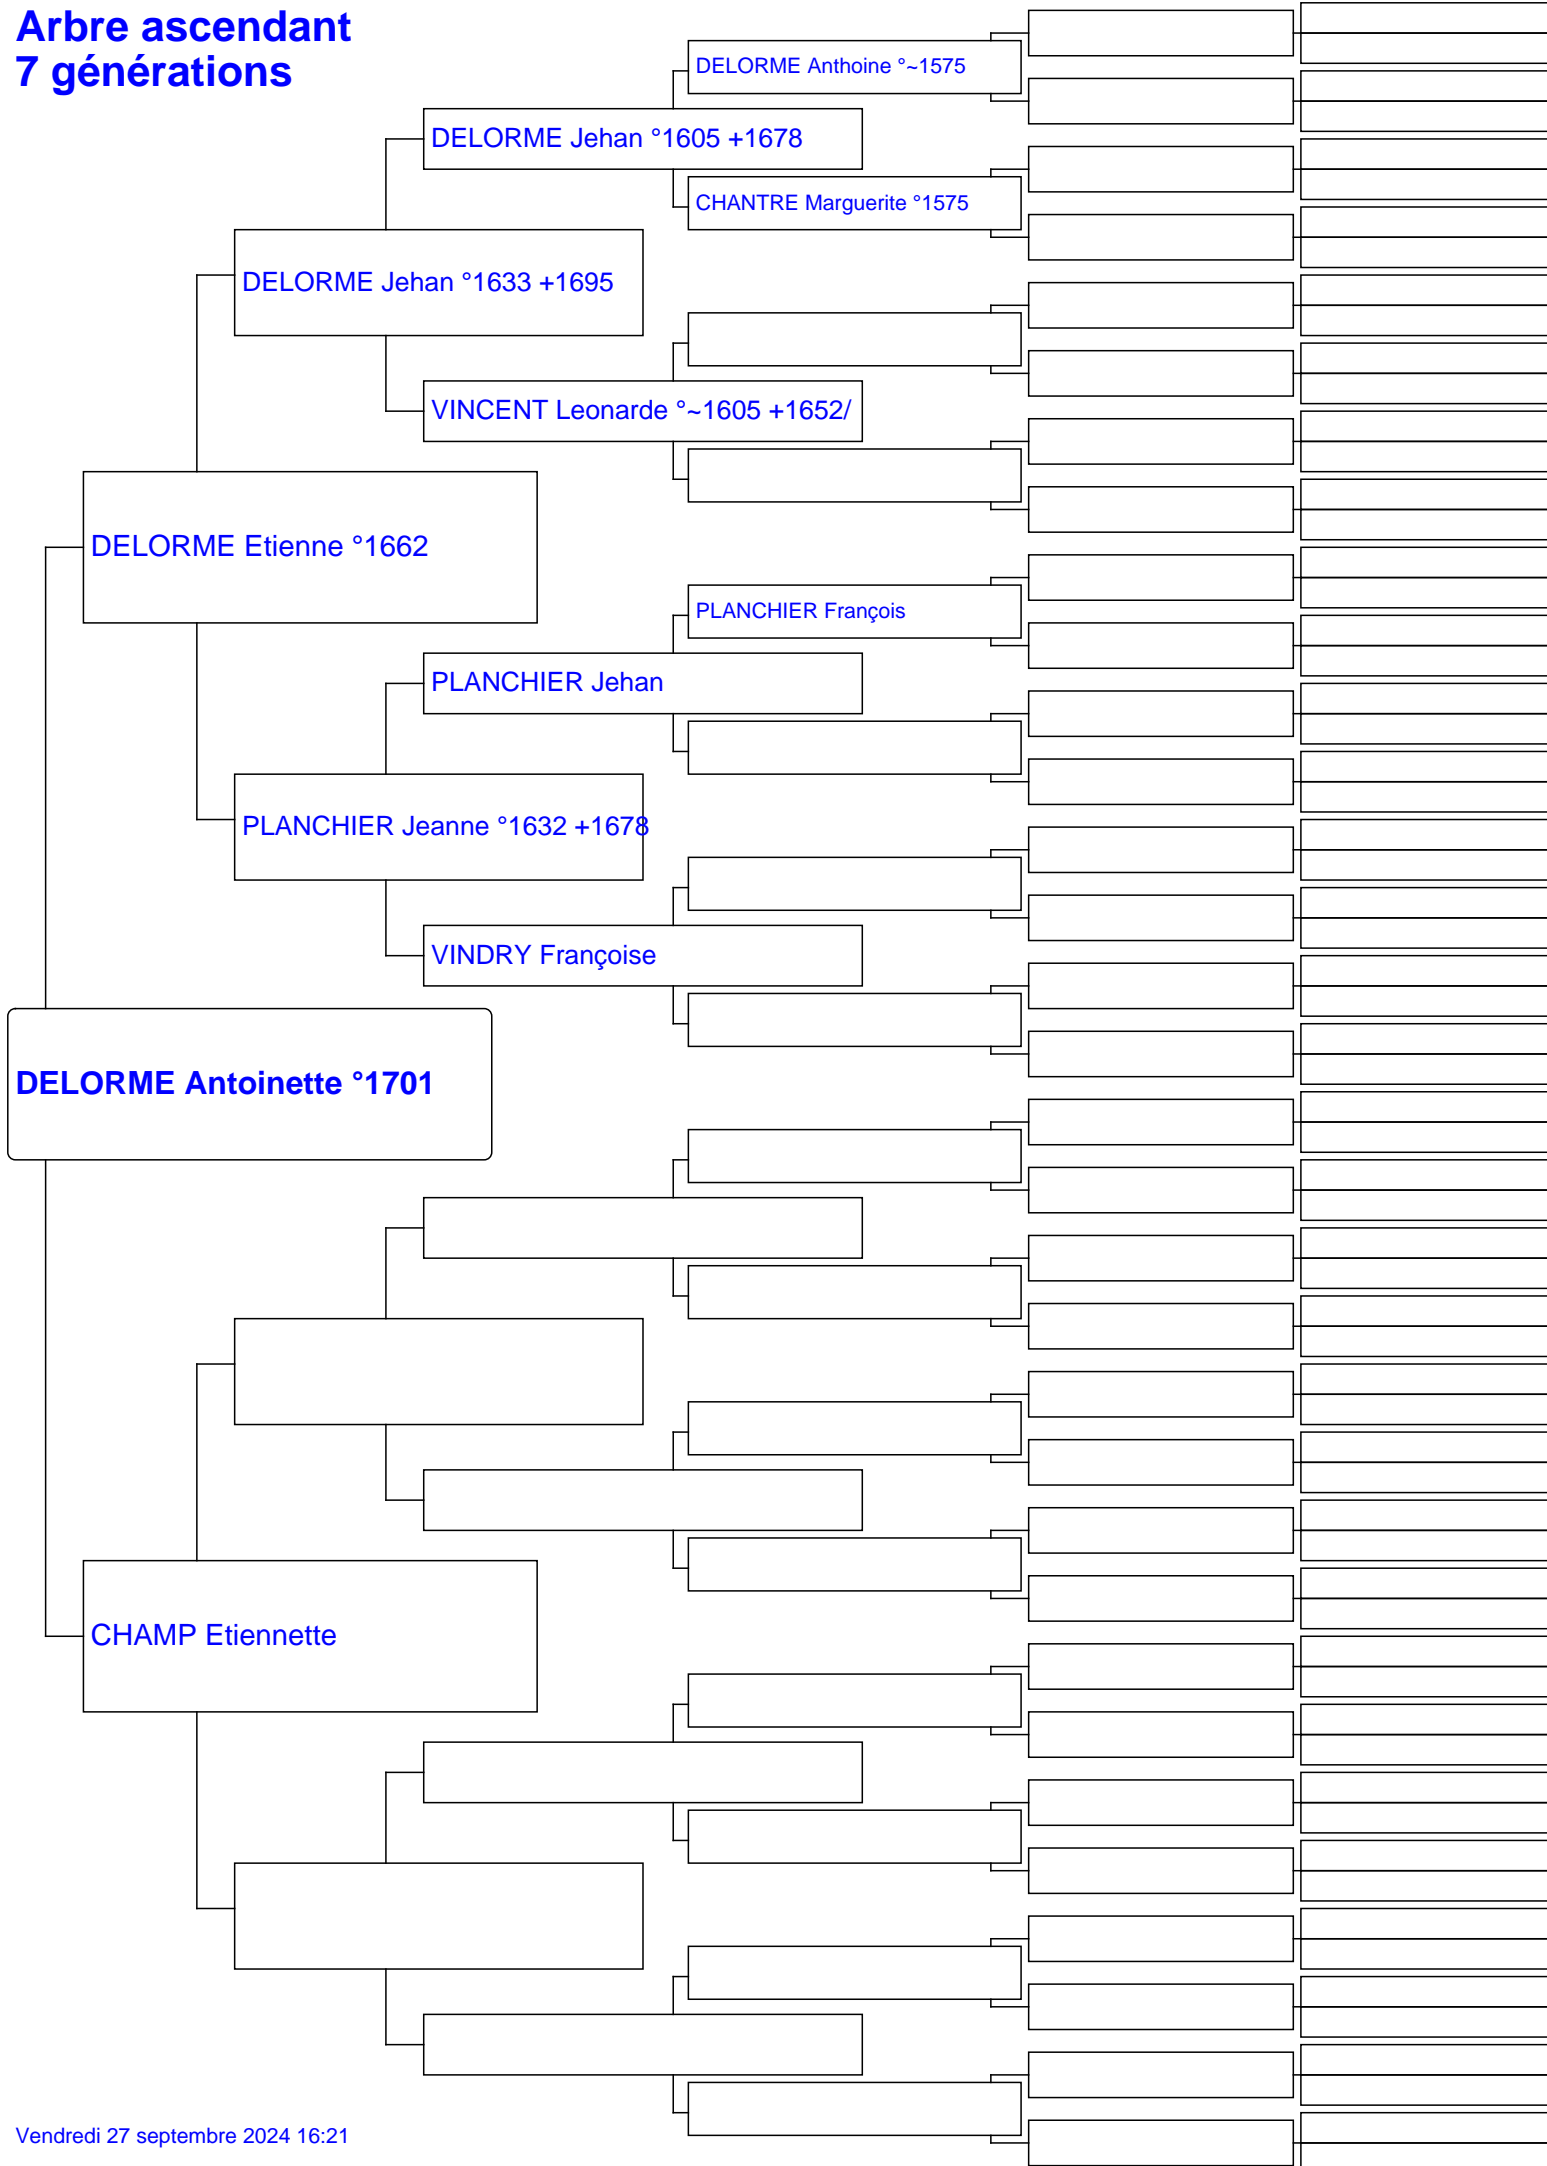 Arbre ascendant
7 générations
DELORME Anthoine °~1575
DELORME Jehan °1605 +1678
CHANTRE Marguerite °1575
DELORME Jehan °1633 +1695
VINCENT Leonarde °~1605 +1652/
DELORME Etienne °1662
PLANCHIER François
PLANCHIER Jehan
PLANCHIER Jeanne °1632 +1678
VINDRY Françoise
DELORME Antoinette °1701
CHAMP Etiennette
Vendredi 27 septembre 2024 16:21